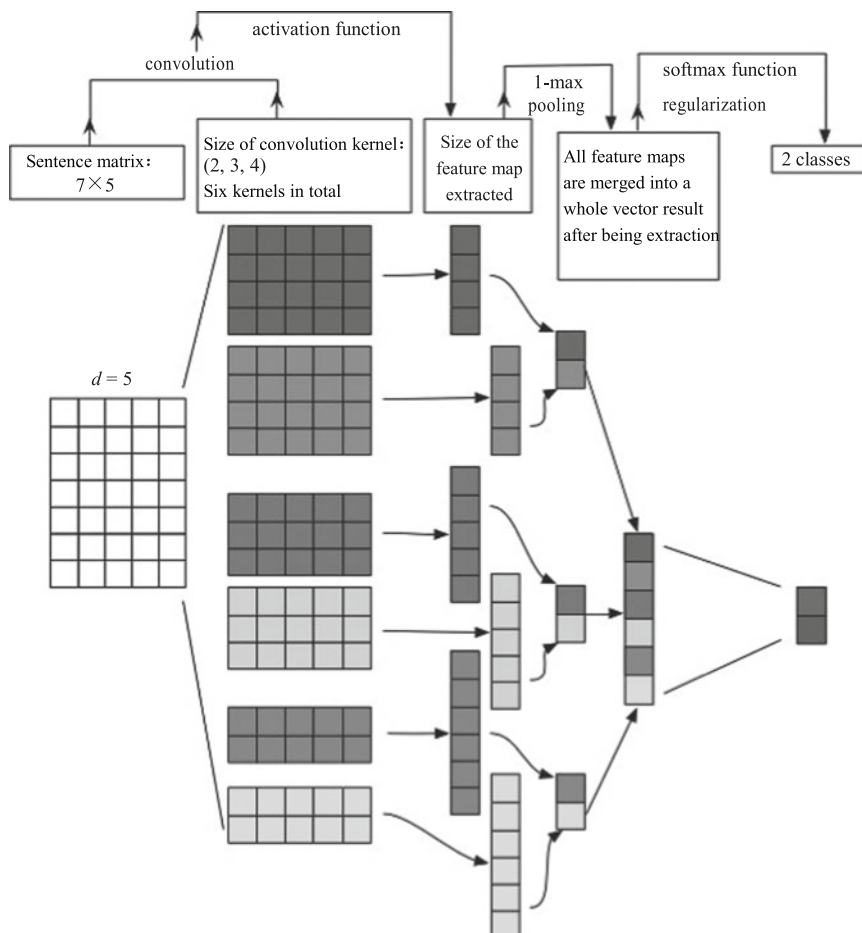 activation function
convolution
1-max
pooling
softmax function
regularization
Sentence matrix:
7×5
Size of convolution kernel:
(2, 3, 4)
Six kernels in total
Size of the
feature map
extracted
All feature maps
are merged into a
whole vector result
after being extraction
2 classes
d = 5